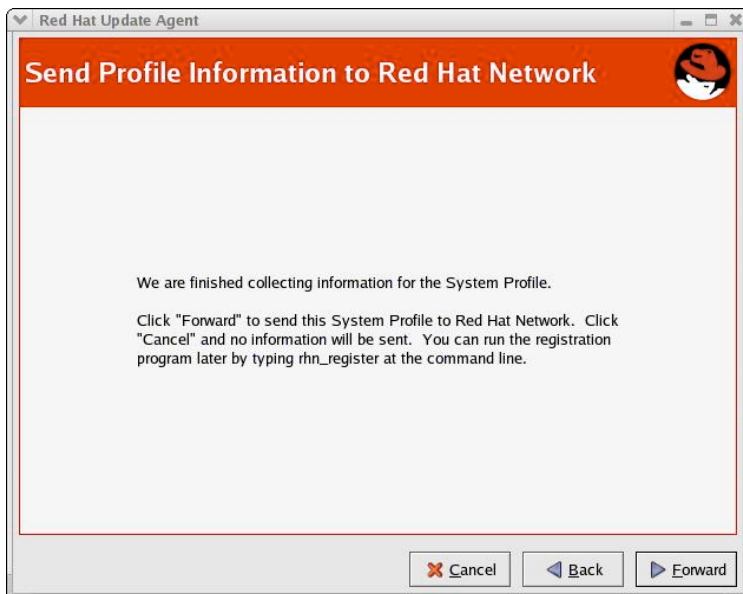 Red Hat Update Agent
Send Profile Information to Red Hat Network
We are finished collecting information for the System Profile.
Click "Forward" to send this System Profile to Red Hat Network.  Click
"Cancel" and no information will be sent.  You can run the registration
program later by typing rhn_register at the command line.
Cancel
Back
Forward